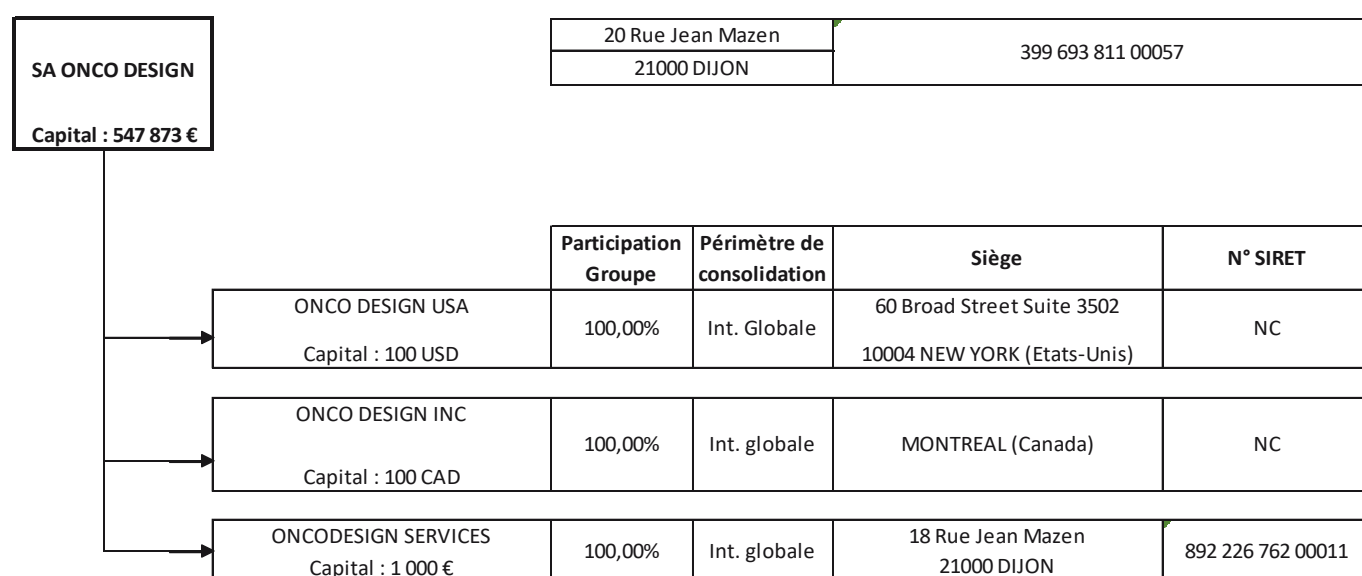 SA ONCO DESIGN
Capital : 547 873 €
20 Rue Jean Mazen
21000 DIJON
399 693 811 00057
Participation Groupe
Périmètre de consolidation
Siège
N° SIRET
ONCO DESIGN USA
Capital : 100 USD
100,00%
Int. Globale
60 Broad Street Suite 3502
10004 NEW YORK (Etats-Unis)
NC
ONCO DESIGN INC
Capital : 100 CAD
100,00%
Int. globale
MONTREAL (Canada)
NC
ONCODESIGN SERVICES
Capital : 1 000 €
100,00%
Int. globale
18 Rue Jean Mazen
21000 DIJON
892 226 762 00011